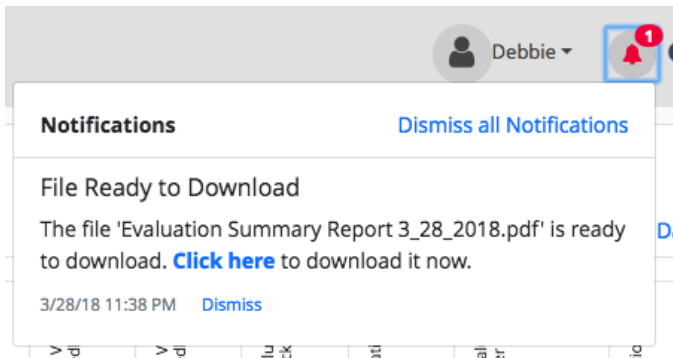 Debbie
1
Notifications
Dismiss all Notifications
File Ready to Download
The file 'Evaluation Summary Report 3_28_2018.pdf' is ready
to download. Click here to download it now.
3/28/18 11:38 PM Dismiss